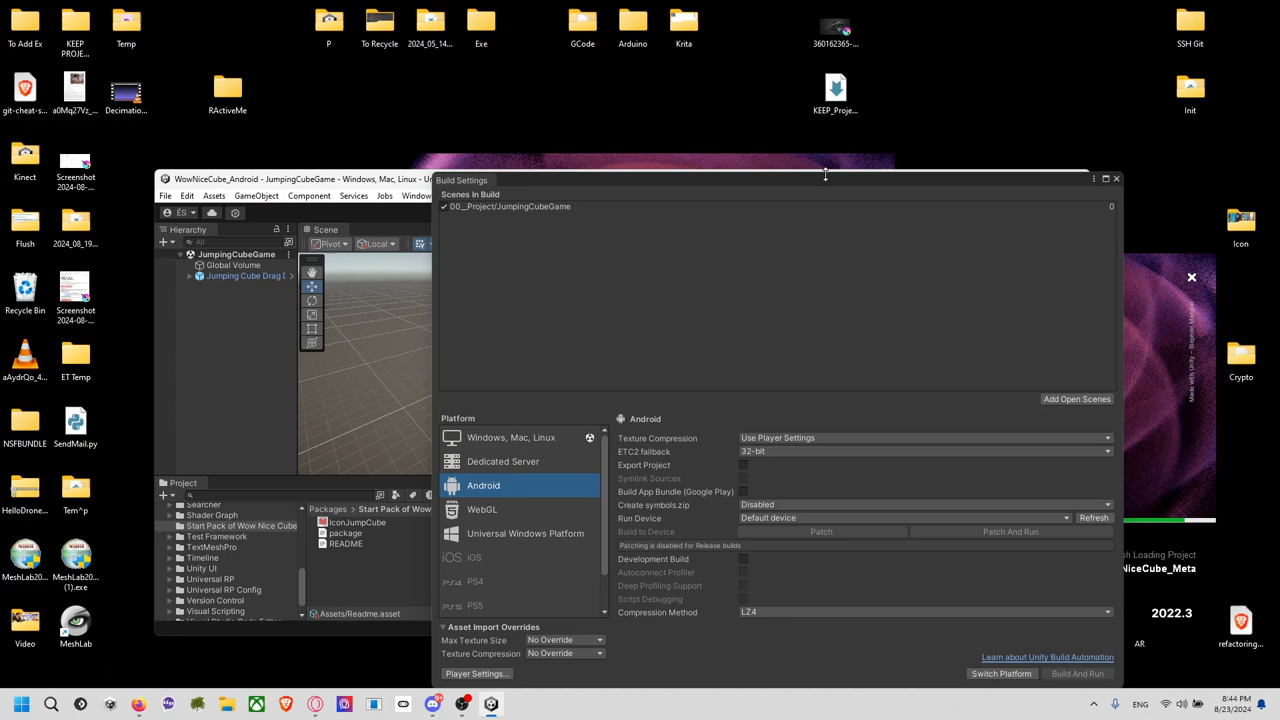 To Add Ex
KEEP PROJE...
Temp
P
To Recycle
2024_05_14...
Exe
GCode
Arduino
Krita
360162365-...
SSH Git
git-cheat-s...
a0Mq27Vz_...
Decimatio...
RActiveMe
KEEP_Proje...
Init
Kinect
Screenshot 2024-08-...
Flush
2024_08_19...
Recycle Bin
Screenshot 2024-08-...
aAydrQo_4...
ET Temp
NSFBUNDLE
SendMail.py
HelloDrone...
Tem^p
MeshLab20...
MeshLab20... (1).exe
Video
MeshLab
Icon
Crypto
refactoring...
WowNiceCube_Android - JumpingCubeGame - Windows, Mac, Linux - Un
File Edit Assets GameObject Component Services Jobs Window
ÉS
Hierarchy
All
JumpingCubeGame
Global Volume
Jumping Cube Drag
Scene
Pivot
Local
Project
Searcher
Shader Graph
Start Pack of Wow Nice Cube
Test Framework
TextMeshPro
Timeline
Unity UI
Universal RP
Universal RP Config
Version Control
Visual Scripting
Packages > Start Pack of Wow
IconJumpCube
package
README
Assets/Readme.asset
Build Settings
Scenes In Build
00__Project/JumpingCubeGame 0
Add Open Scenes
Platform
Windows, Mac, Linux
Dedicated Server
Android
WebGL
Universal Windows Platform
iOS iOS
PS4
PS5
Android
Texture Compression Use Player Settings
ETC2 fallback 32-bit
Export Project
Symlink Sources
Build App Bundle (Google Play)
Create symbols.zip Disabled
Run Device Default device Refresh
Build to Device Patch Patch And Run
Patching is disabled for Release builds
Development Build
Autoconnect Profiler
Deep Profiling Support
Script Debugging
Compression Method LZ4
Asset Import Overrides
Max Texture Size No Override
Texture Compression No Override
Learn about Unity Build Automation
Player Settings...
Switch Platform
Build And Run
sh Loading Project
NiceCube_Meta
2022.3
AR
ENG
8:44 PM
8/23/2024